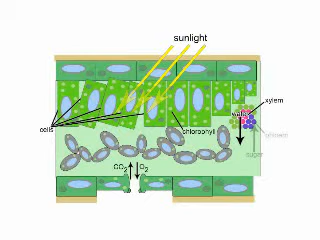 sunlight
xylem
water
phloem
cells
chlorophyll
sugar
CO2
O2